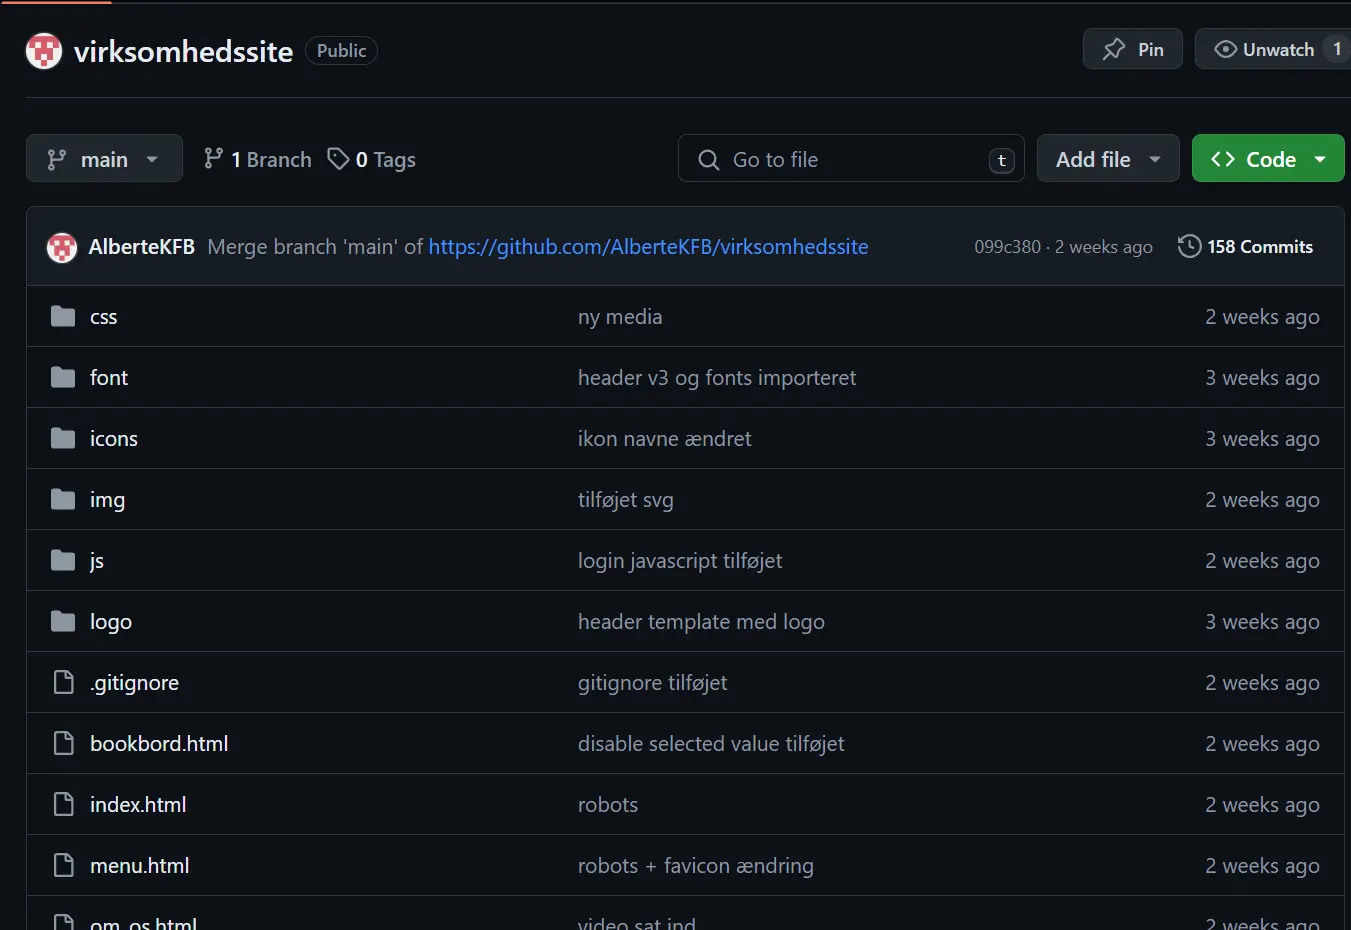 virksomhedssite Public Pin Unwatch 1
main 1 Branch 0 Tags Go to file t Add file Code
AlberteKFB Merge branch 'main' of https://github.com/AlberteKFB/virksomhedssite 099c380 · 2 weeks ago 158 Commits
css ny media 2 weeks ago
font header v3 og fonts importeret 3 weeks ago
icons ikon navne ændret 3 weeks ago
img tilføjet svg 2 weeks ago
js login javascript tilføjet 2 weeks ago
logo header template med logo 3 weeks ago
.gitignore gitignore tilføjet 2 weeks ago
bookbord.html disable selected value tilføjet 2 weeks ago
index.html robots 2 weeks ago
menu.html robots + favicon ændring 2 weeks ago
om_os.html video sat ind 2 weeks ago